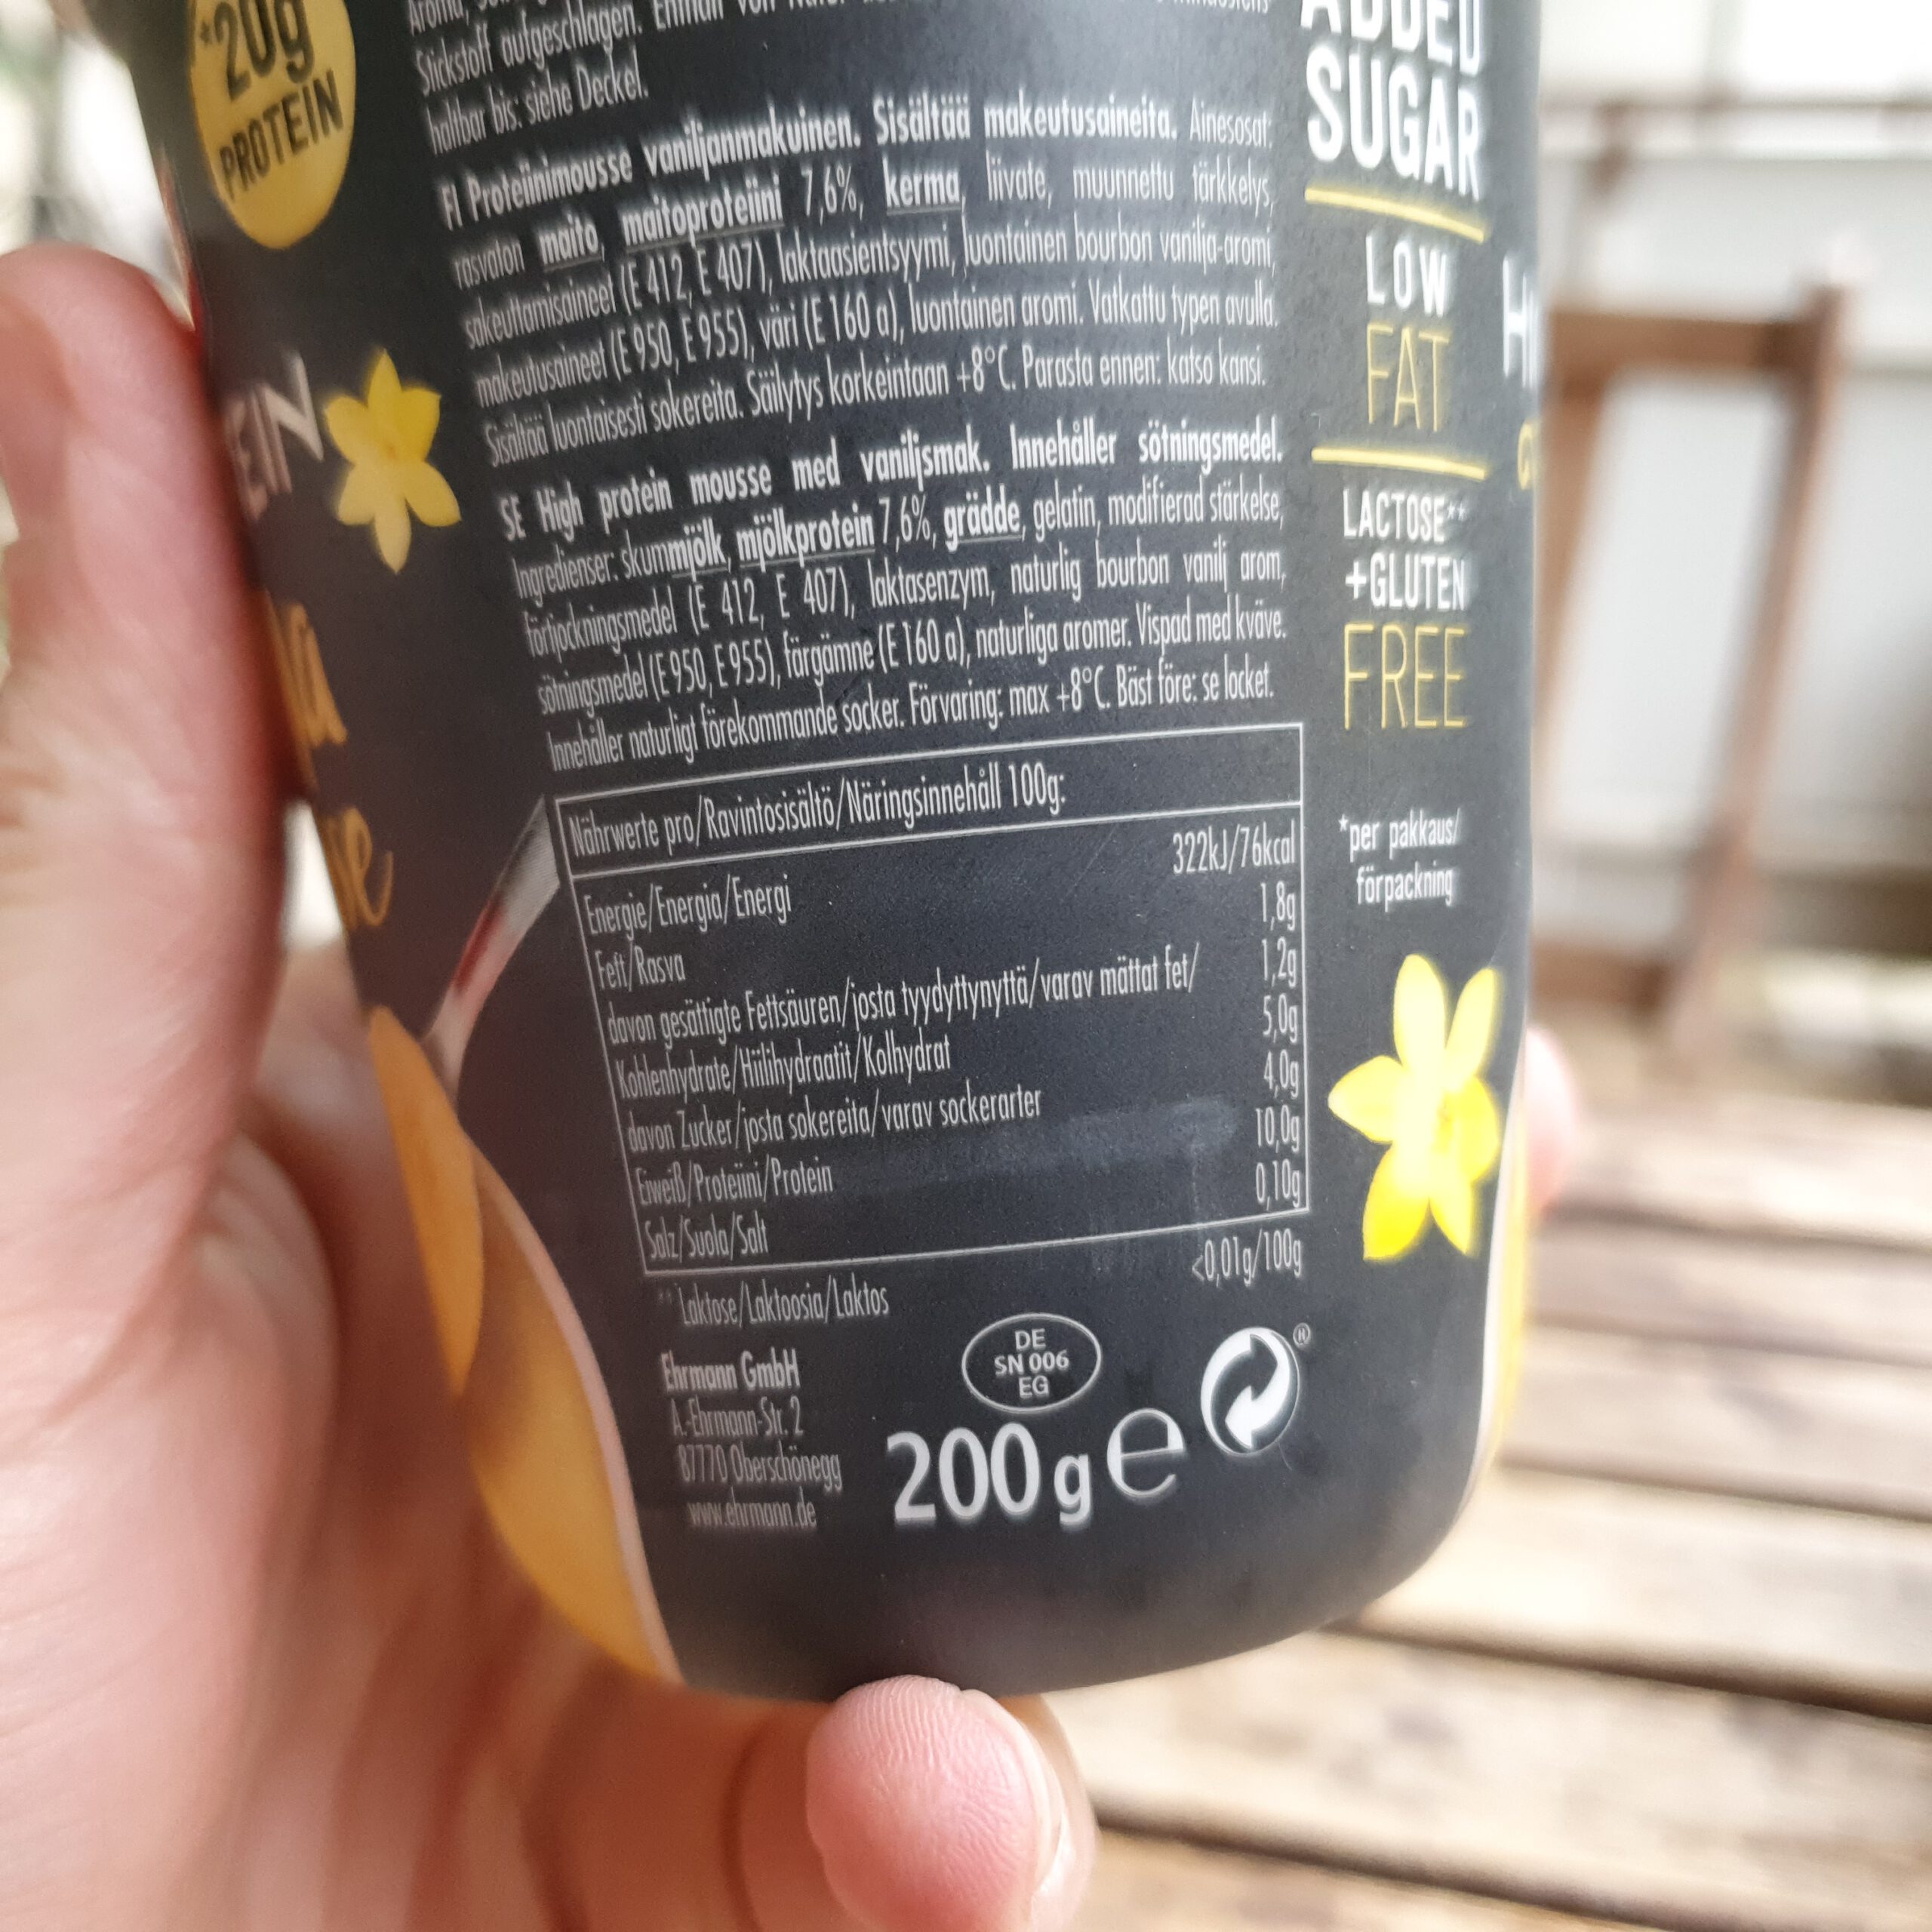 *20g
PROTEIN
Stickstoff aufgeschlagen.
haltbar bis: siehe Deckel.
FI Proteiinimousse vaniljanmakuinen. Sisältää makeutusaineita. Ainesosat:
rasvaton maito, maitoproteiini 7,6%, kerma, liivate, muunnettu tärkkelys,
sakeuttamisaineet (E 412, E 407), laktaasientsyymi, luontainen bourbon vanilja-aromi,
makeutusaineet (E 950, E 955), väri (E 160 a), luontainen aromi. Vatkattu typen avulla.
Sisältää luontaisesti sokereita. Säilytys korkeintaan +8°C. Parasta ennen: katso kansi.
SE High protein mousse med vaniljsmak. Innehåller sötningsmedel.
Ingredienser: skummjölk, mjölkprotein 7,6%, grädde, gelatin, modifierad stärkelse,
förtjockningsmedel (E 412, E 407), laktasenzym, naturlig bourbon vanilj arom,
sötningsmedel (E 950, E 955), färgämne (E 160 a), naturliga aromer. Vispad med kväve.
Innehåller naturligt förekommande socker. Förvaring: max +8°C. Bäst före: se locket.
Nährwerte pro/Ravintosisältö/Näringsinnehåll 100g:
Energie/Energia/Energi 322kJ/76kcal
Fett/Rasva 1,8g
davon gesättigte Fettsäuren/josta tyydyttynyttä/varav mättat fet/ 1,2g
Kohlenhydrate/Hiilihydraatit/Kolhydrat 5,0g
davon Zucker/josta sokereita/varav sockerarter 4,0g
Eiweiß/Proteiini/Protein 10,0g
Salz/Suola/Salt 0,10g
** Laktose/Laktoosia/Laktos <0,01g/100g
Ehrmann GmbH
A.-Ehrmann-Str. 2
87770 Oberschönegg
www.ehrmann.de
DE
SN 006
EG
200 g e
®
ADDED
SUGAR
LOW
FAT
LACTOSE**
+GLUTEN
FREE
*per pakkaus/
förpackning